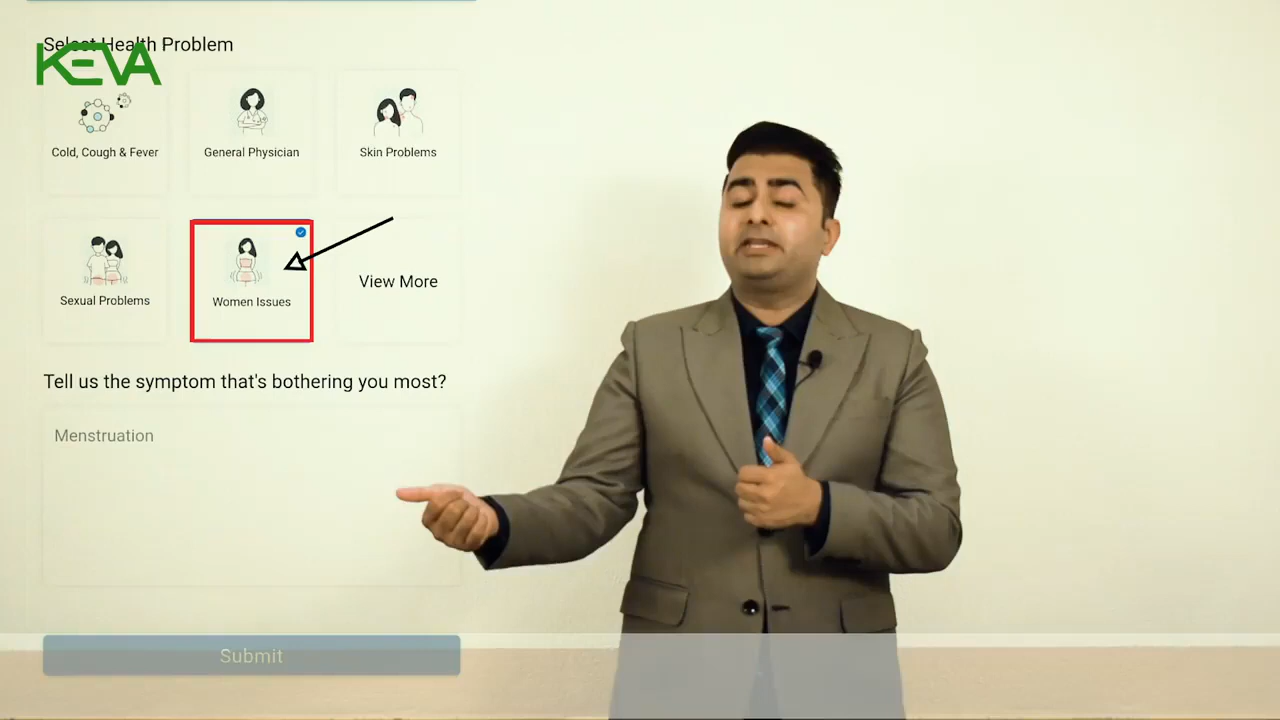 Select Health Problem
KEVA
Cold, Cough & Fever
General Physician
Skin Problems
Sexual Problems
Women Issues
View More
Tell us the symptom that's bothering you most?
Menstruation
Submit